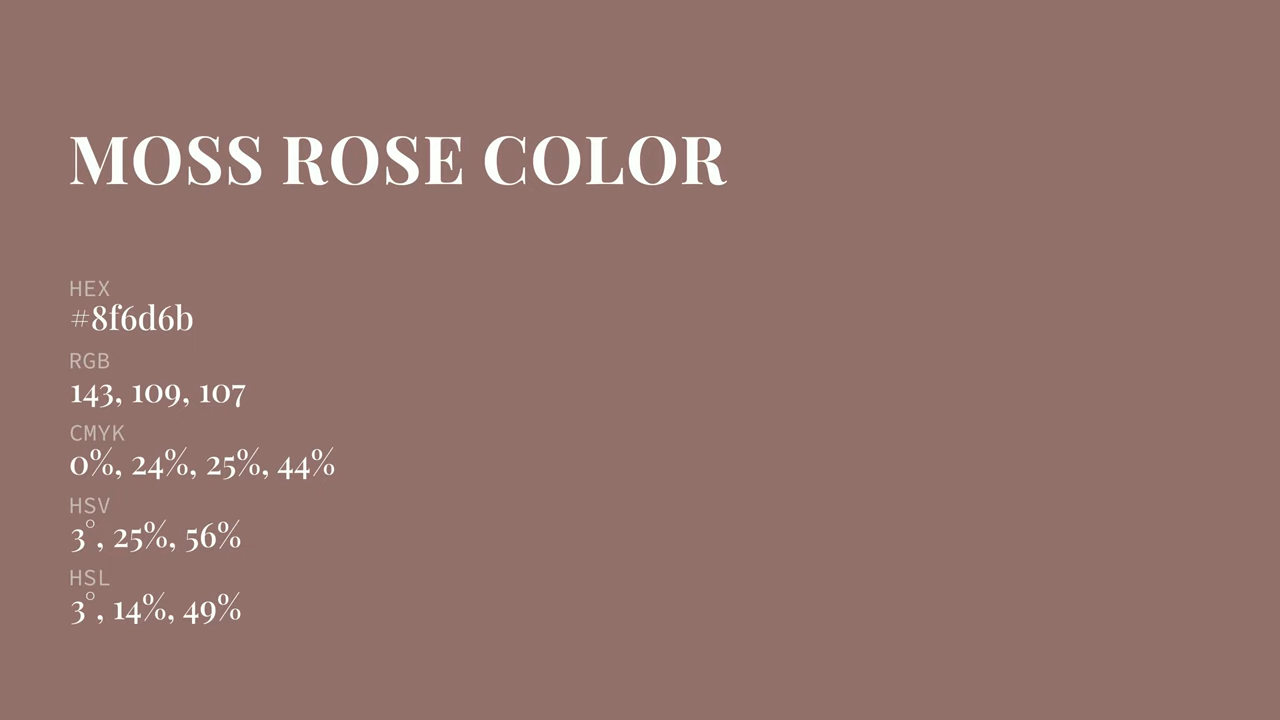 MOSS ROSE COLOR
HEX
#8f6d6b
RGB
143, 109, 107
CMYK
0%, 24%, 25%, 44%
HSV
3°, 25%, 56%
HSL
3°, 14%, 49%